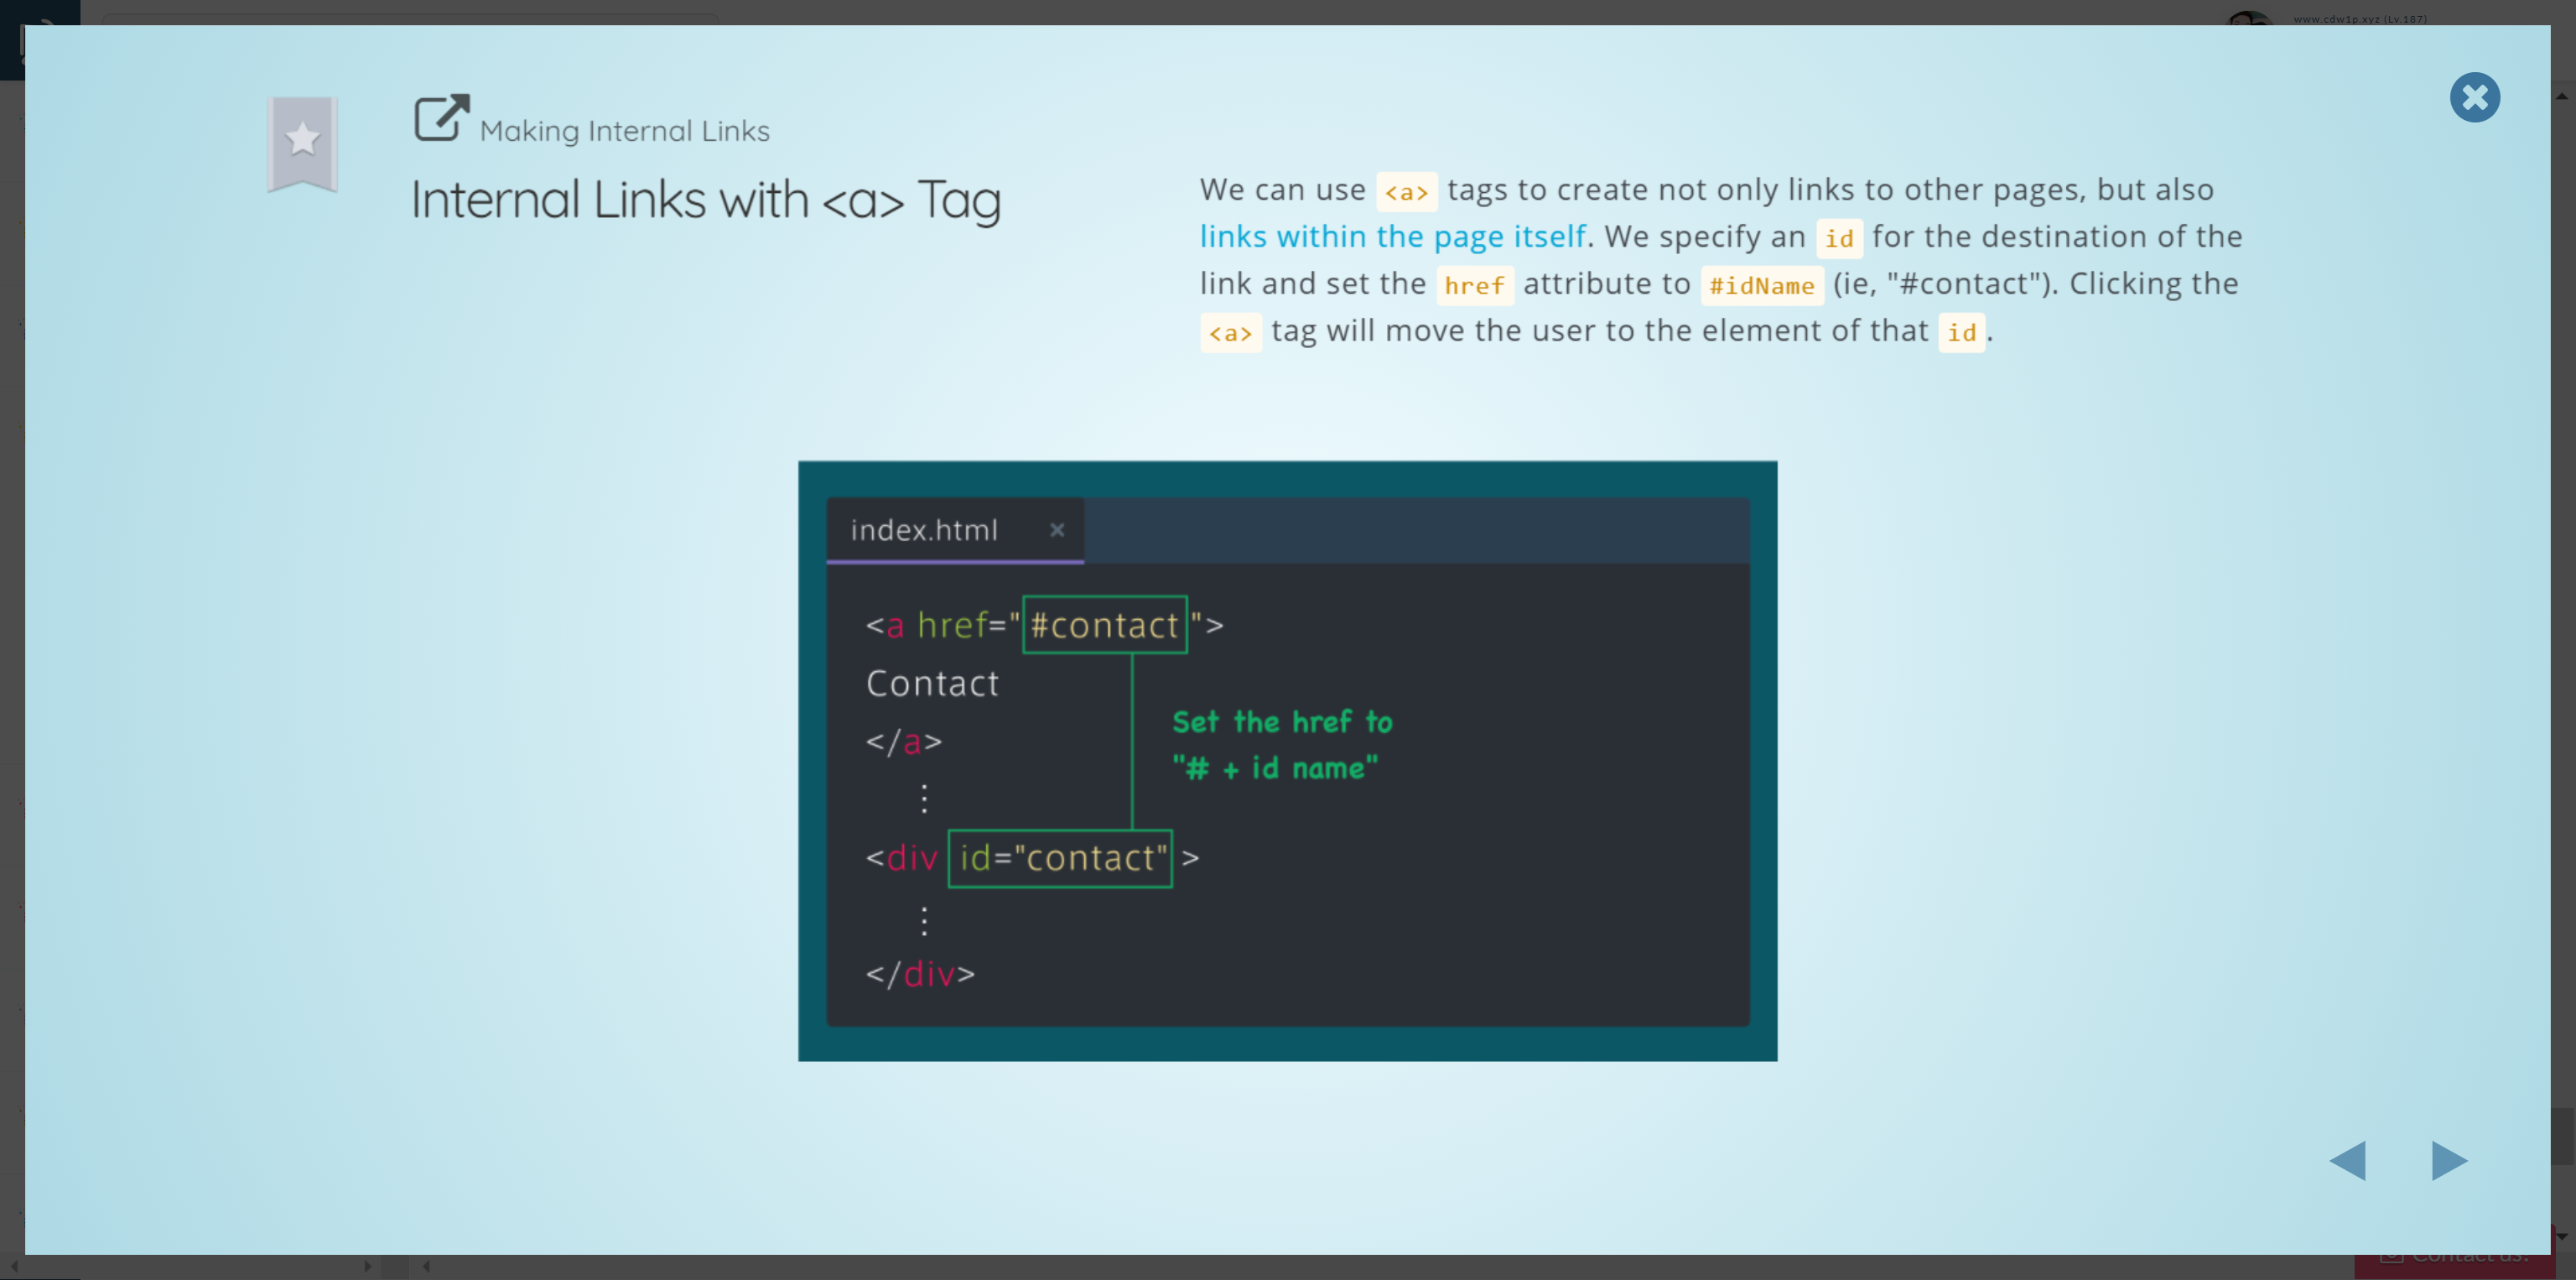 www.cdw1p.xyz (Lv.187)
Making Internal Links
Internal Links with <a> Tag
We can use <a> tags to create not only links to other pages, but also
links within the page itself. We specify an id for the destination of the
link and set the href attribute to #idName (ie, "#contact"). Clicking the
<a> tag will move the user to the element of that id.
index.html ×
<a href="#contact">
Contact
</a>
Set the href to
"# + id name"
⋮
<div id="contact" >
⋮
</div>
Contact us!